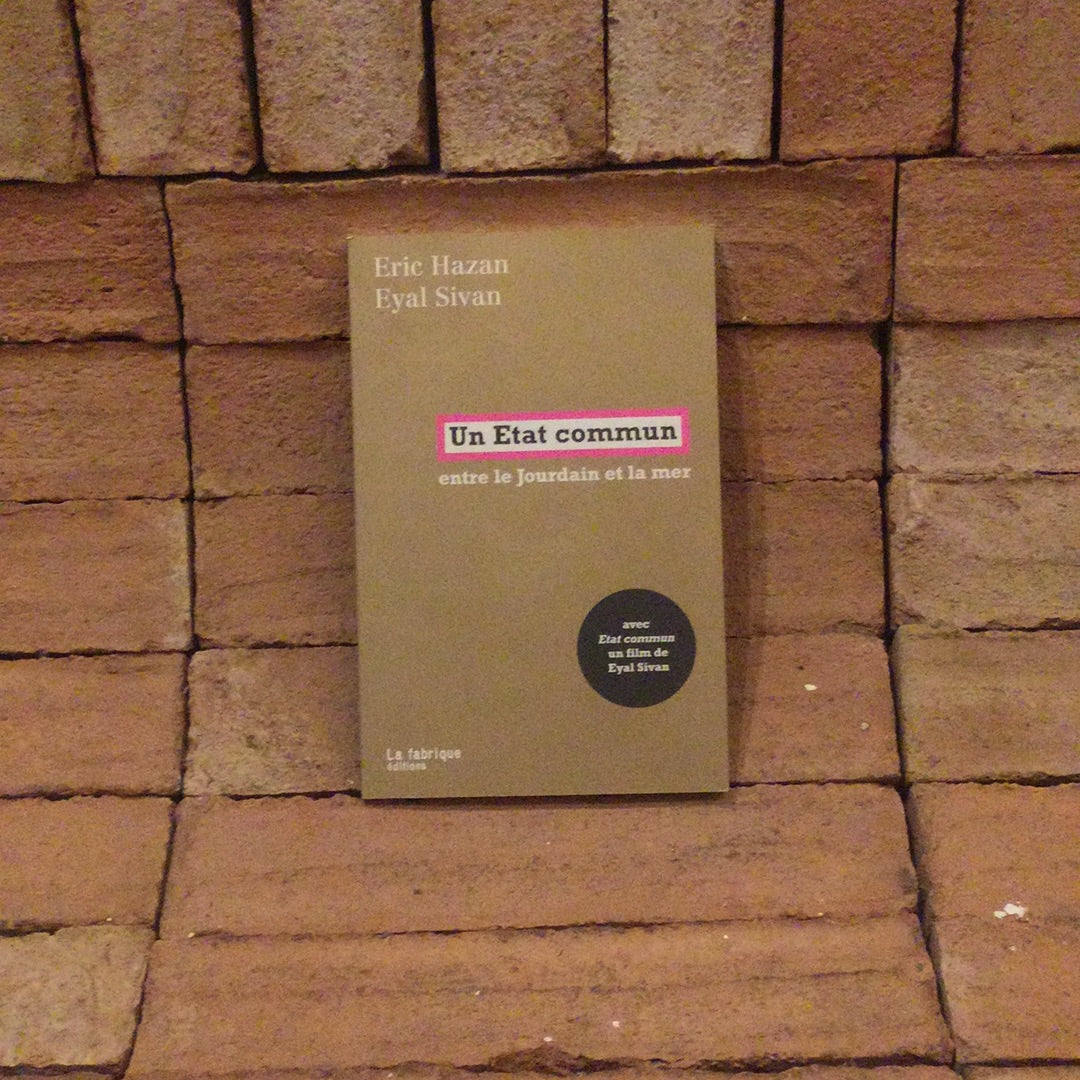 Eric Hazan
Eyal Sivan
Un Etat commun
entre le Jourdain et la mer
avec
Etat commun
un film de
Eyal Sivan
La fabrique
éditions